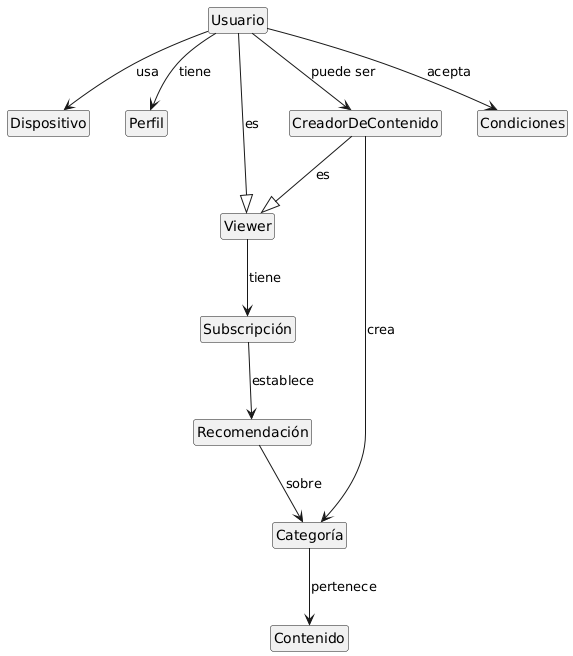 Usuario
usa
tiene
puede ser
acepta
Dispositivo
Perfil
es
CreadorDeContenido
Condiciones
es
Viewer
tiene
Subscripción
crea
establece
Recomendación
sobre
Categoría
pertenece
Contenido